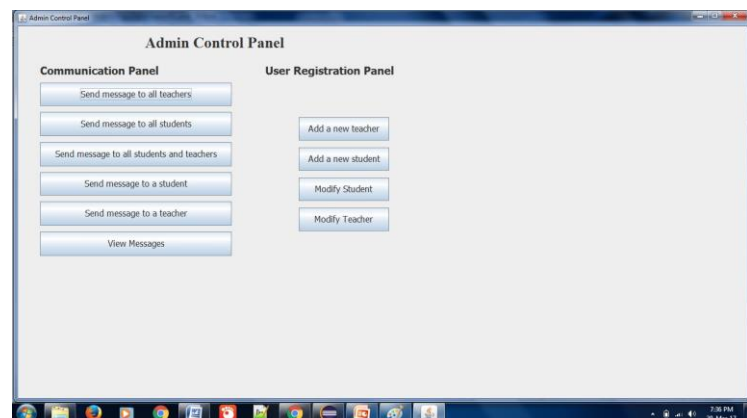 Admin Control Panel
Admin Control Panel
Communication Panel
User Registration Panel
Send message to all teachers
Send message to all students
Send message to all students and teachers
Send message to a student
Send message to a teacher
View Messages
Add a new teacher
Add a new student
Modify Student
Modify Teacher
7:36 PM